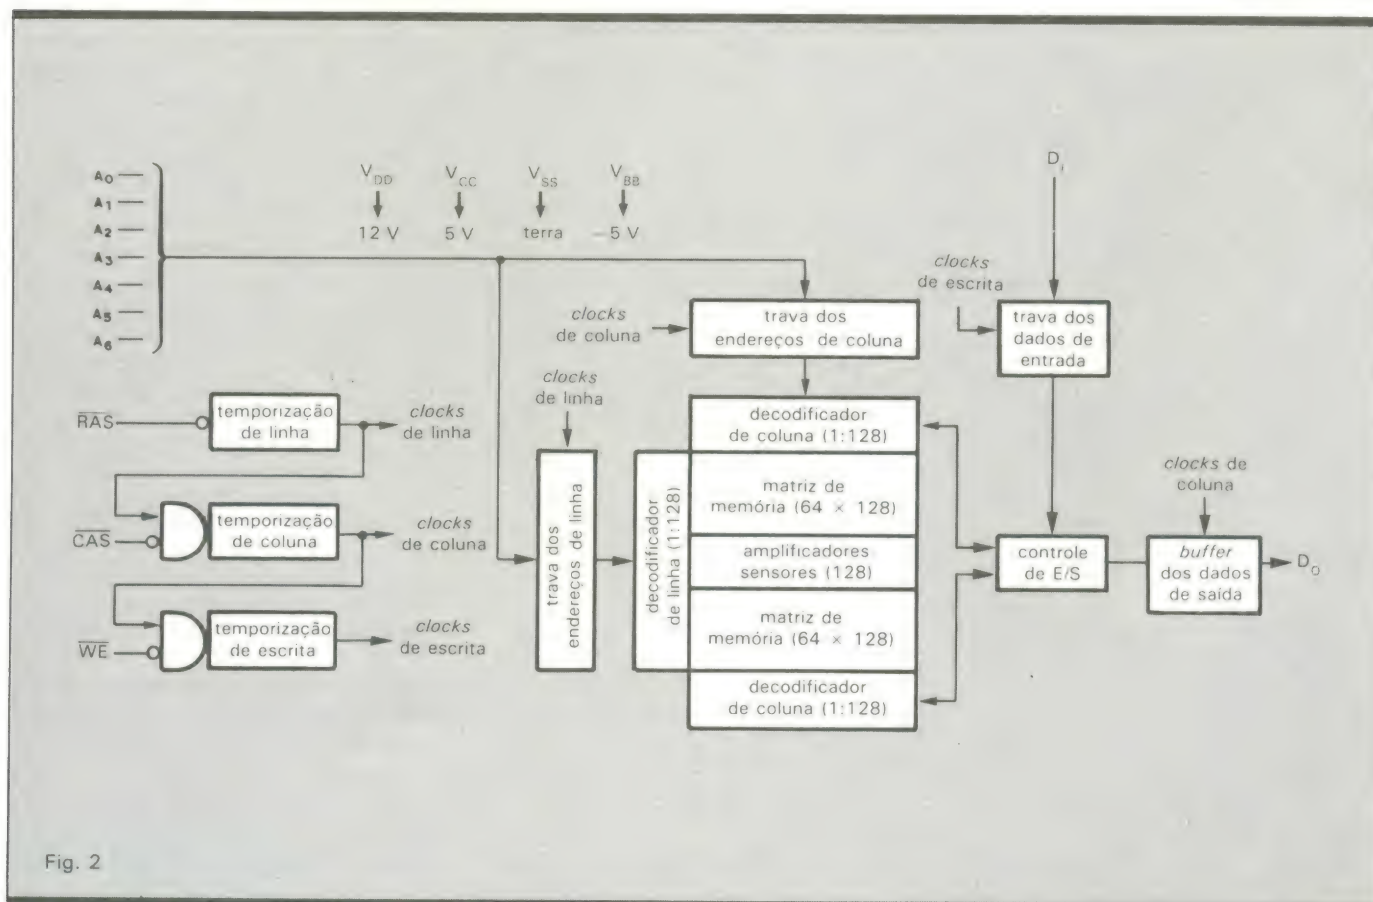 A0
A1
A2
A3
A4
A5
A6
VDD
VCC
VSS
VBB
12 V
5 V
terra
−5 V
Di
clocks
de escrita
clocks
de coluna
trava dos
endereços de coluna
trava dos
dados de
entrada
clocks
de linha
RAS
temporização
de linha
clocks
de linha
CAS
temporização
de coluna
clocks
de coluna
WE
temporização
de escrita
clocks
de escrita
trava dos
endereços de linha
decodificador
de linha (1:128)
decodificador
de coluna (1:128)
matriz de
memória (64 × 128)
amplificadores
sensores (128)
matriz de
memória (64 × 128)
decodificador
de coluna (1:128)
controle
de E/S
clocks de
coluna
buffer
dos dados
de saída
DO
Fig. 2